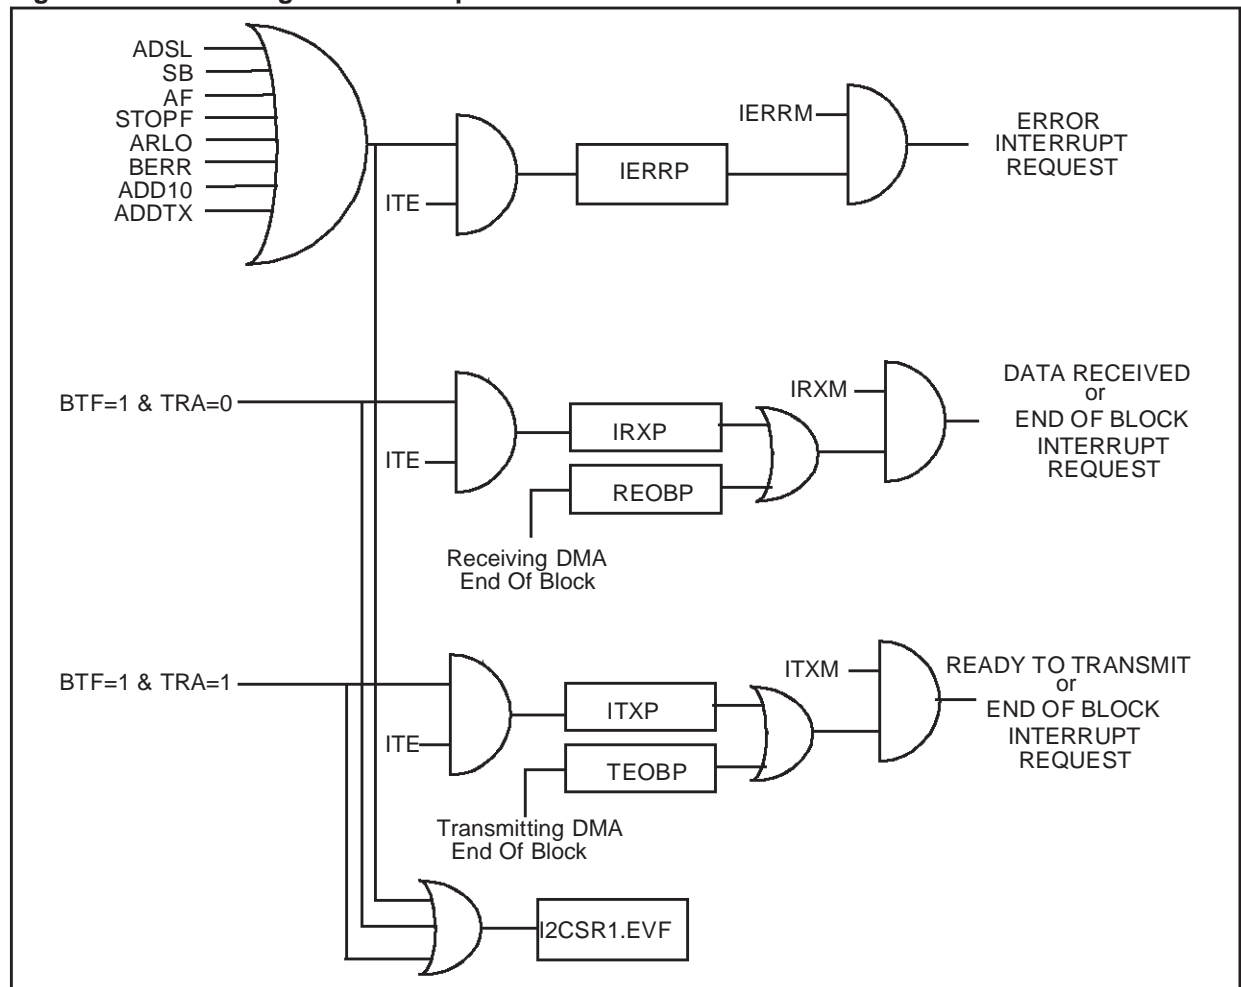 ADSL
SB
AF
STOPF
ARLO
BERR
ADD10
ADDTX
ITE
IERRP
IERRM
ERROR
INTERRUPT
REQUEST
BTF=1 & TRA=0
ITE
IRXP
REOBP
IRXM
DATA RECEIVED
or
END OF BLOCK
INTERRUPT
REQUEST
Receiving DMA
End Of Block
BTF=1 & TRA=1
ITE
ITXP
TEOBP
ITXM
READY TO TRANSMIT
or
END OF BLOCK
INTERRUPT
REQUEST
Transmitting DMA
End Of Block
I2CSR1.EVF